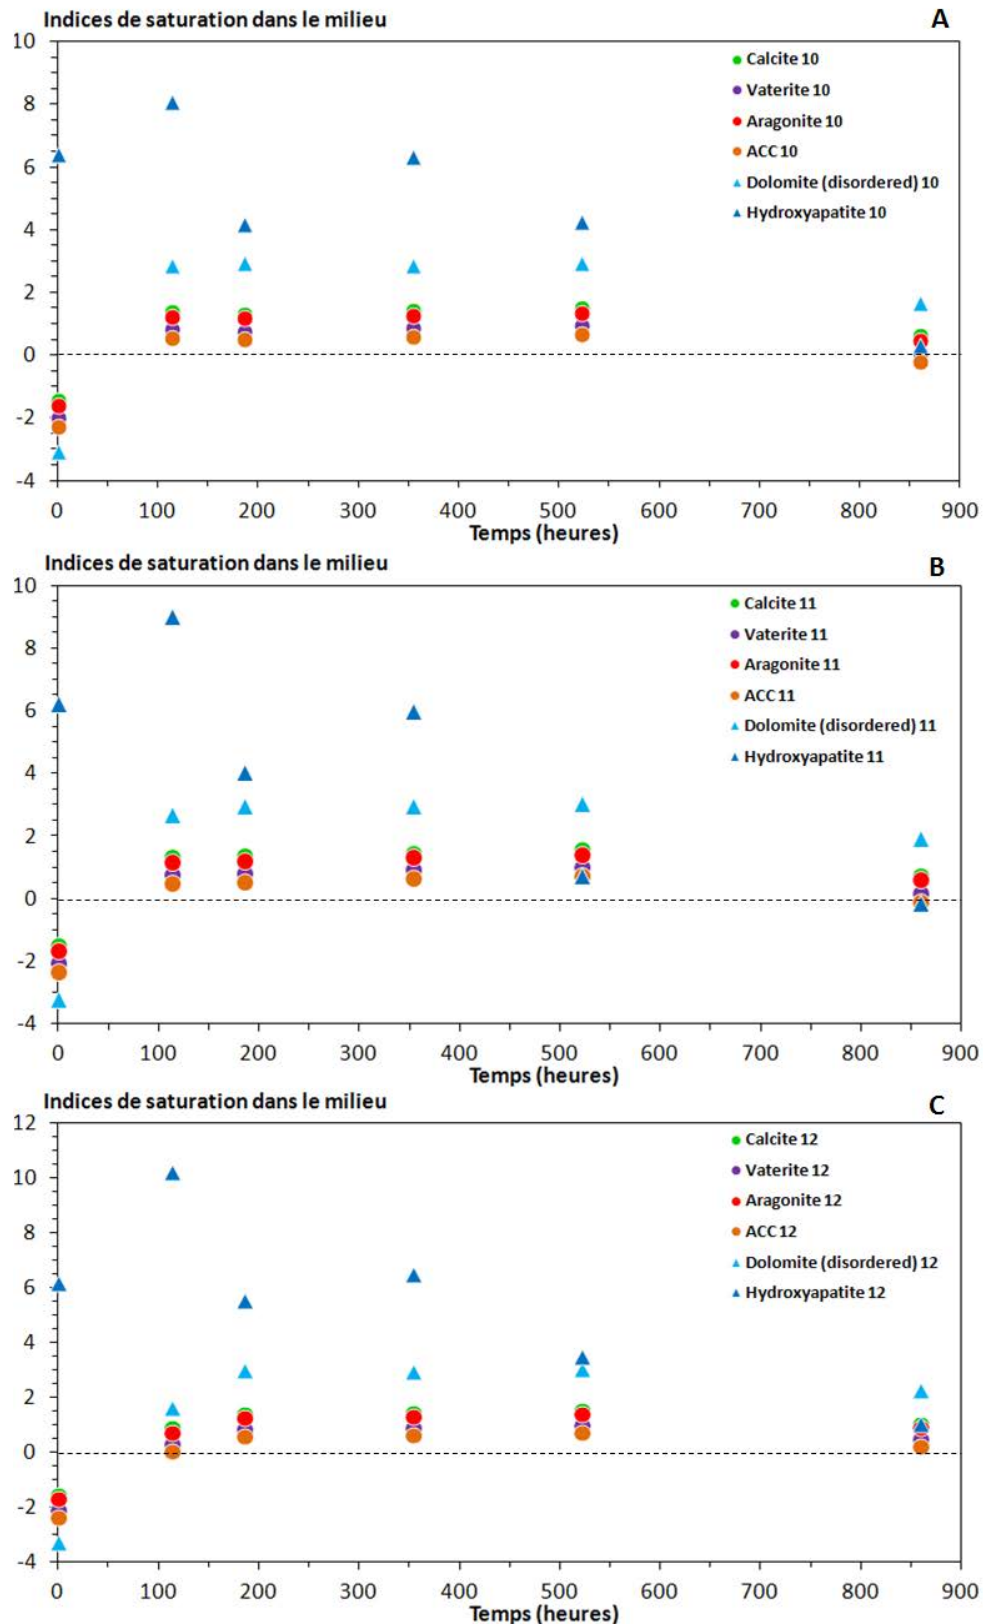 Indices de saturation dans le milieu
A
10
8
6
4
2
0
-2
-4
Calcite 10
Vaterite 10
Aragonite 10
ACC 10
Dolomite (disordered) 10
Hydroxyapatite 10
0 100 200 300 400 500 600 700 800 900
Temps (heures)
Indices de saturation dans le milieu
B
10
8
6
4
2
0
-2
-4
Calcite 11
Vaterite 11
Aragonite 11
ACC 11
Dolomite (disordered) 11
Hydroxyapatite 11
0 100 200 300 400 500 600 700 800 900
Temps (heures)
Indices de saturation dans le milieu
C
12
10
8
6
4
2
0
-2
-4
Calcite 12
Vaterite 12
Aragonite 12
ACC 12
Dolomite (disordered) 12
Hydroxyapatite 12
0 100 200 300 400 500 600 700 800 900
Temps (heures)